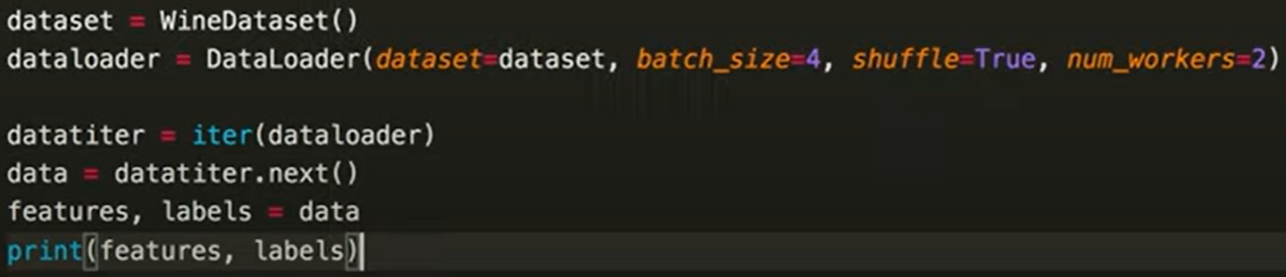 dataset = WineDataset()
dataloader = DataLoader(dataset=dataset, batch_size=4, shuffle=True, num_workers=2)
datatiter = iter(dataloader)
data = datatiter.next()
features, labels = data
print(features, labels)